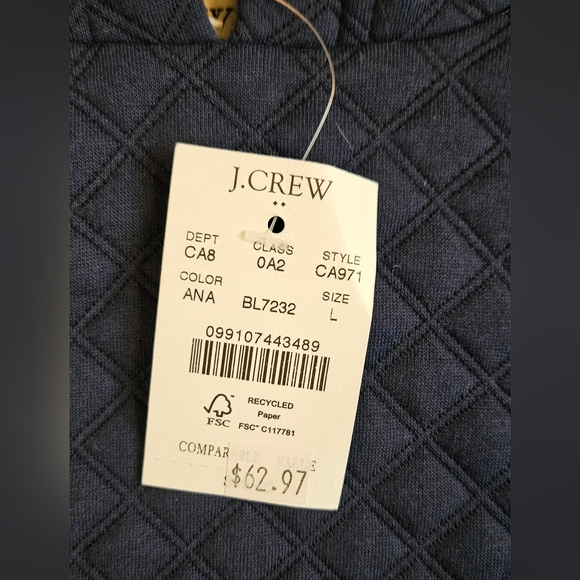 J.CREW
DEPT CLASS STYLE
CA8 0A2 CA971
COLOR SIZE
ANA BL7232 L
099107443489
RECYCLED
Paper
FSC FSC™ C117781
COMPARABLE VALUE
$62.97